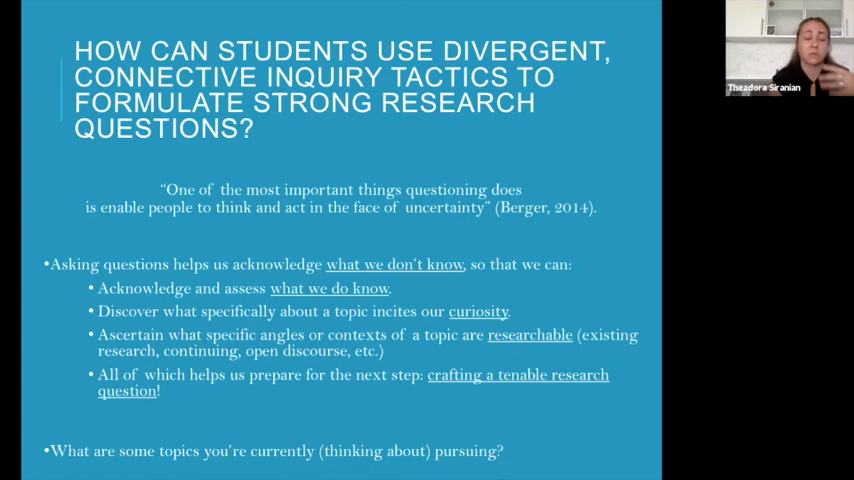 HOW CAN STUDENTS USE DIVERGENT,
CONNECTIVE INQUIRY TACTICS TO
FORMULATE STRONG RESEARCH
QUESTIONS?
“One of the most important things questioning does
is enable people to think and act in the face of uncertainty” (Berger, 2014).
•Asking questions helps us acknowledge what we don't know, so that we can:
• Acknowledge and assess what we do know.
• Discover what specifically about a topic incites our curiosity.
• Ascertain what specific angles or contexts of a topic are researchable (existing
research, continuing, open discourse, etc.)
• All of which helps us prepare for the next step: crafting a tenable research
question!
•What are some topics you're currently (thinking about) pursuing?
Theadora Siranian